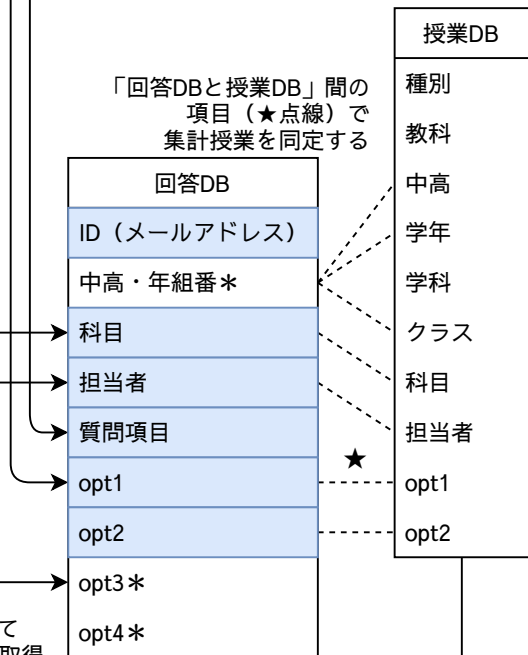 「回答DBと授業DB」間の
項目（★点線）で
集計授業を同定する
回答DB
ID（メールアドレス）
中高・年組番＊
科目
担当者
質問項目
opt1
opt2
opt3＊
opt4＊
★
授業DB
種別
教科
中高
学年
学科
クラス
科目
担当者
opt1
opt2
て
取得